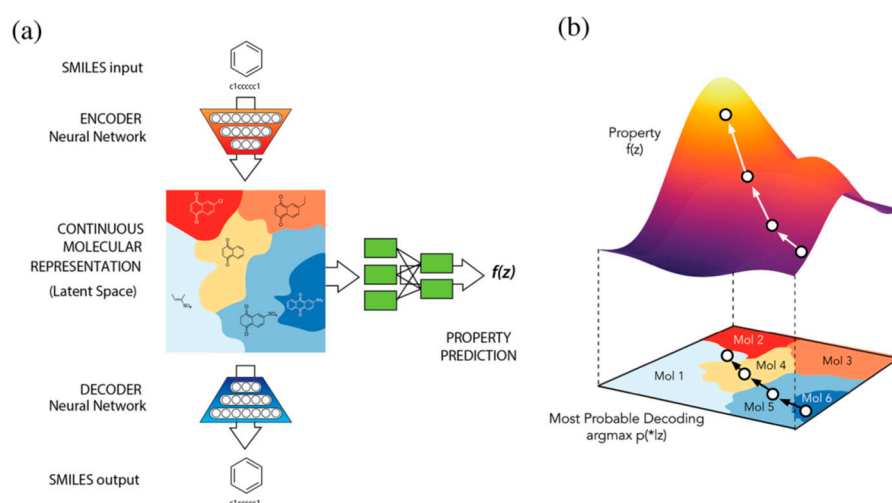 (a)
SMILES input
c1ccccc1
ENCODER
Neural Network
CONTINUOUS
MOLECULAR
REPRESENTATION
(Latent Space)
f(z)
PROPERTY
PREDICTION
DECODER
Neural Network
SMILES output
c1ccccc1
(b)
Property
f(z)
Mol 1
Mol 2
Mol 3
Mol 4
Mol 5
Mol 6
Most Probable Decoding
argmax p(*|z)